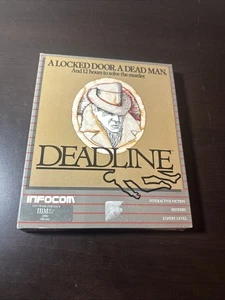 A LOCKED DOOR. A DEAD MAN.
And 12 hours to solve the murder.
DEADLINE
INFOCOM
INTERACTIVE FICTION
MYSTERY
EXPERT LEVEL
IBM